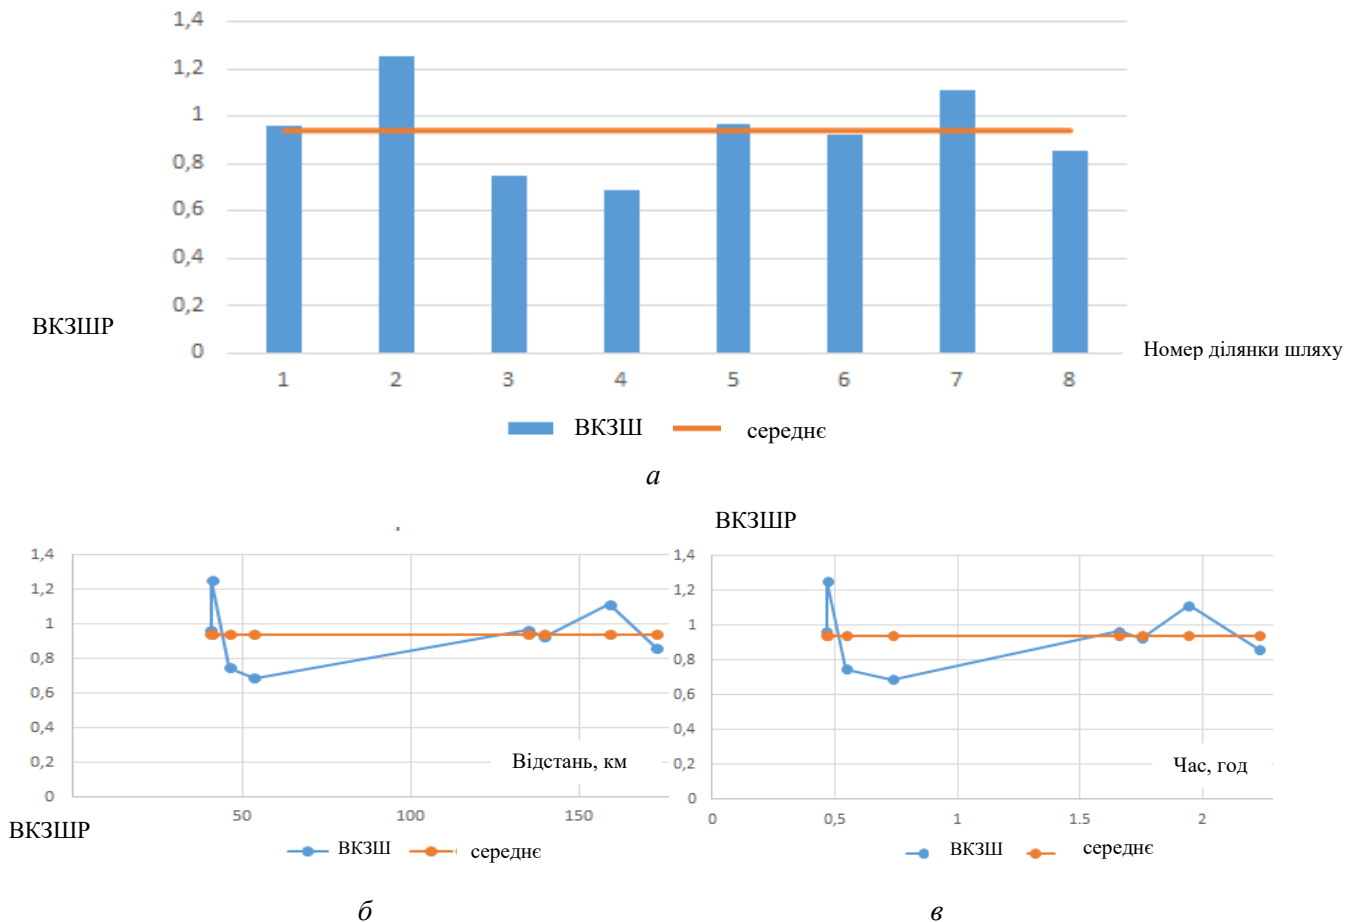 1,4
1,2
1
0,8
0,6
0,4
0,2
0
ВКЗШР
Номер ділянки шляху
1 2 3 4 5 6 7 8
ВКЗШ середнє
а
ВКЗШР
1,4
1,2
1
0,8
0,6
0,4
0,2
0
Відстань, км
50 100 150
ВКЗШР
ВКЗШ середнє
б
1,4
1,2
1
0,8
0,6
0,4
0,2
0
Час, год
0 0,5 1 1.5 2
ВКЗШ середнє
в